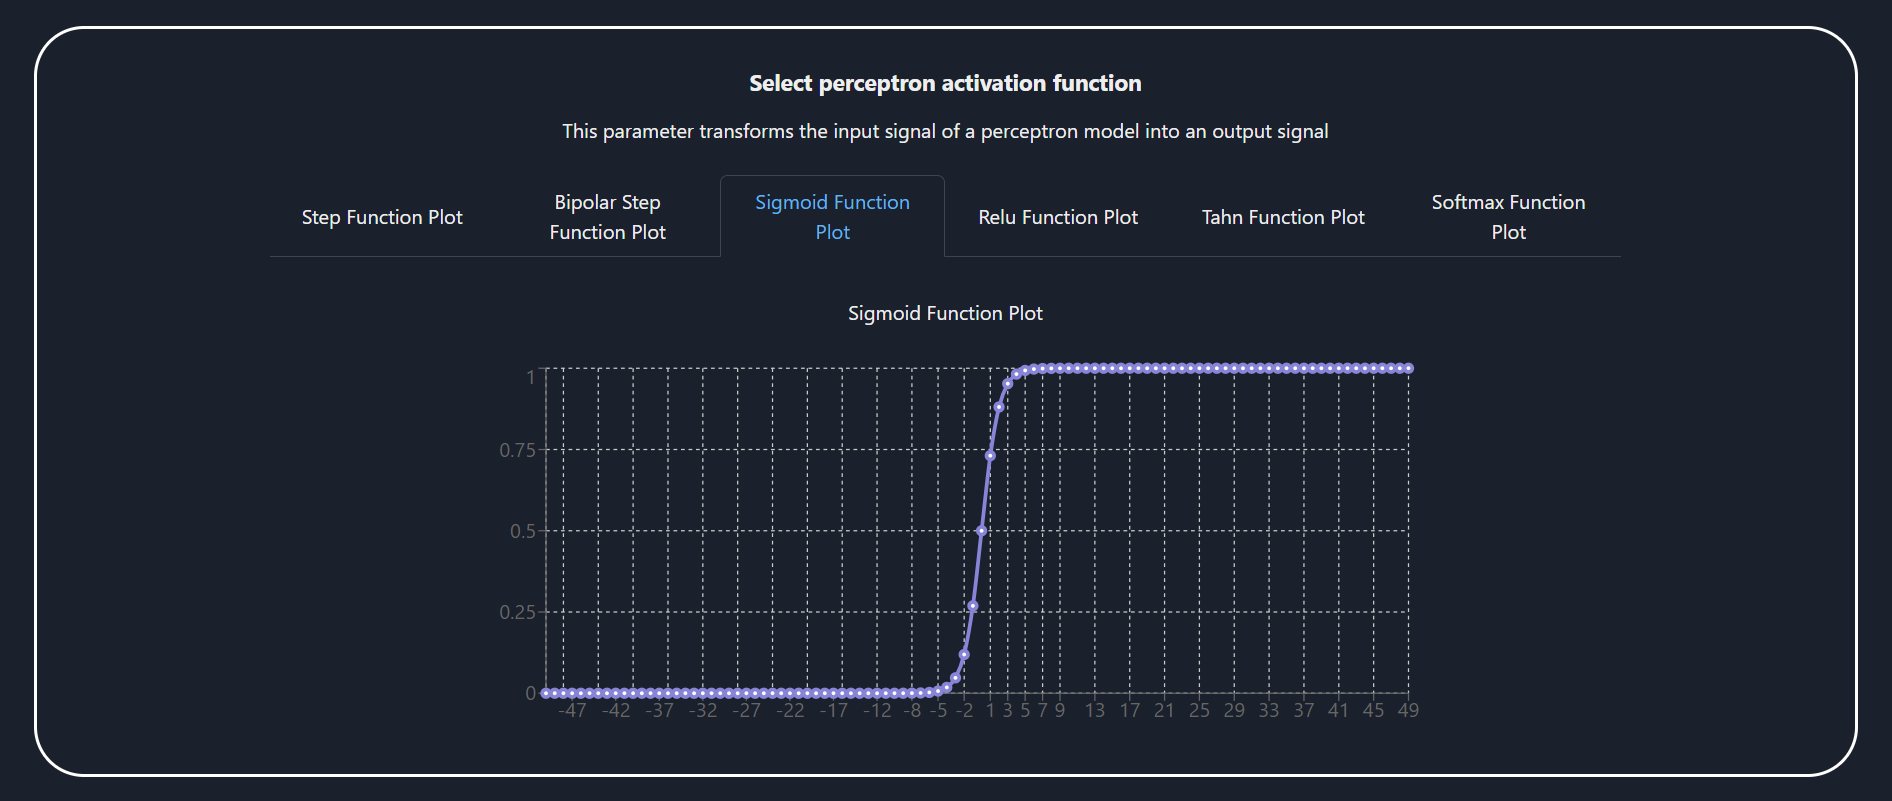 Select perceptron activation function
This parameter transforms the input signal of a perceptron model into an output signal
Step Function Plot
Bipolar Step
Function Plot
Sigmoid Function
Plot
Relu Function Plot
Tahn Function Plot
Softmax Function
Plot
Sigmoid Function Plot
1
0.75
0.5
0.25
0
-47 -42 -37 -32 -27 -22 -17 -12 -8 -5 -2 1 3 5 7 9 13 17 21 25 29 33 37 41 45 49